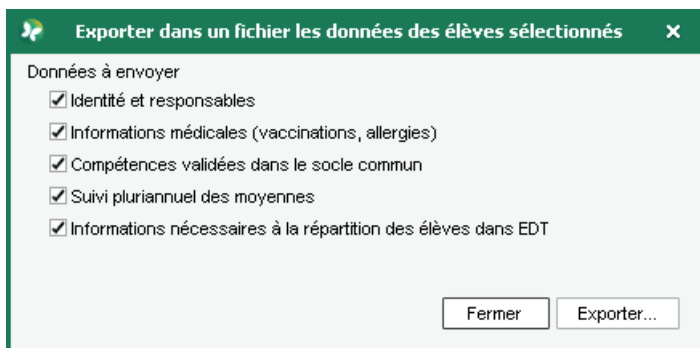 Exporter dans un fichier les données des élèves sélectionnés
Données à envoyer
Identité et responsables
Informations médicales (vaccinations, allergies)
Compétences validées dans le socle commun
Suivi pluriannuel des moyennes
Informations nécessaires à la répartition des élèves dans EDT
Fermer Exporter...